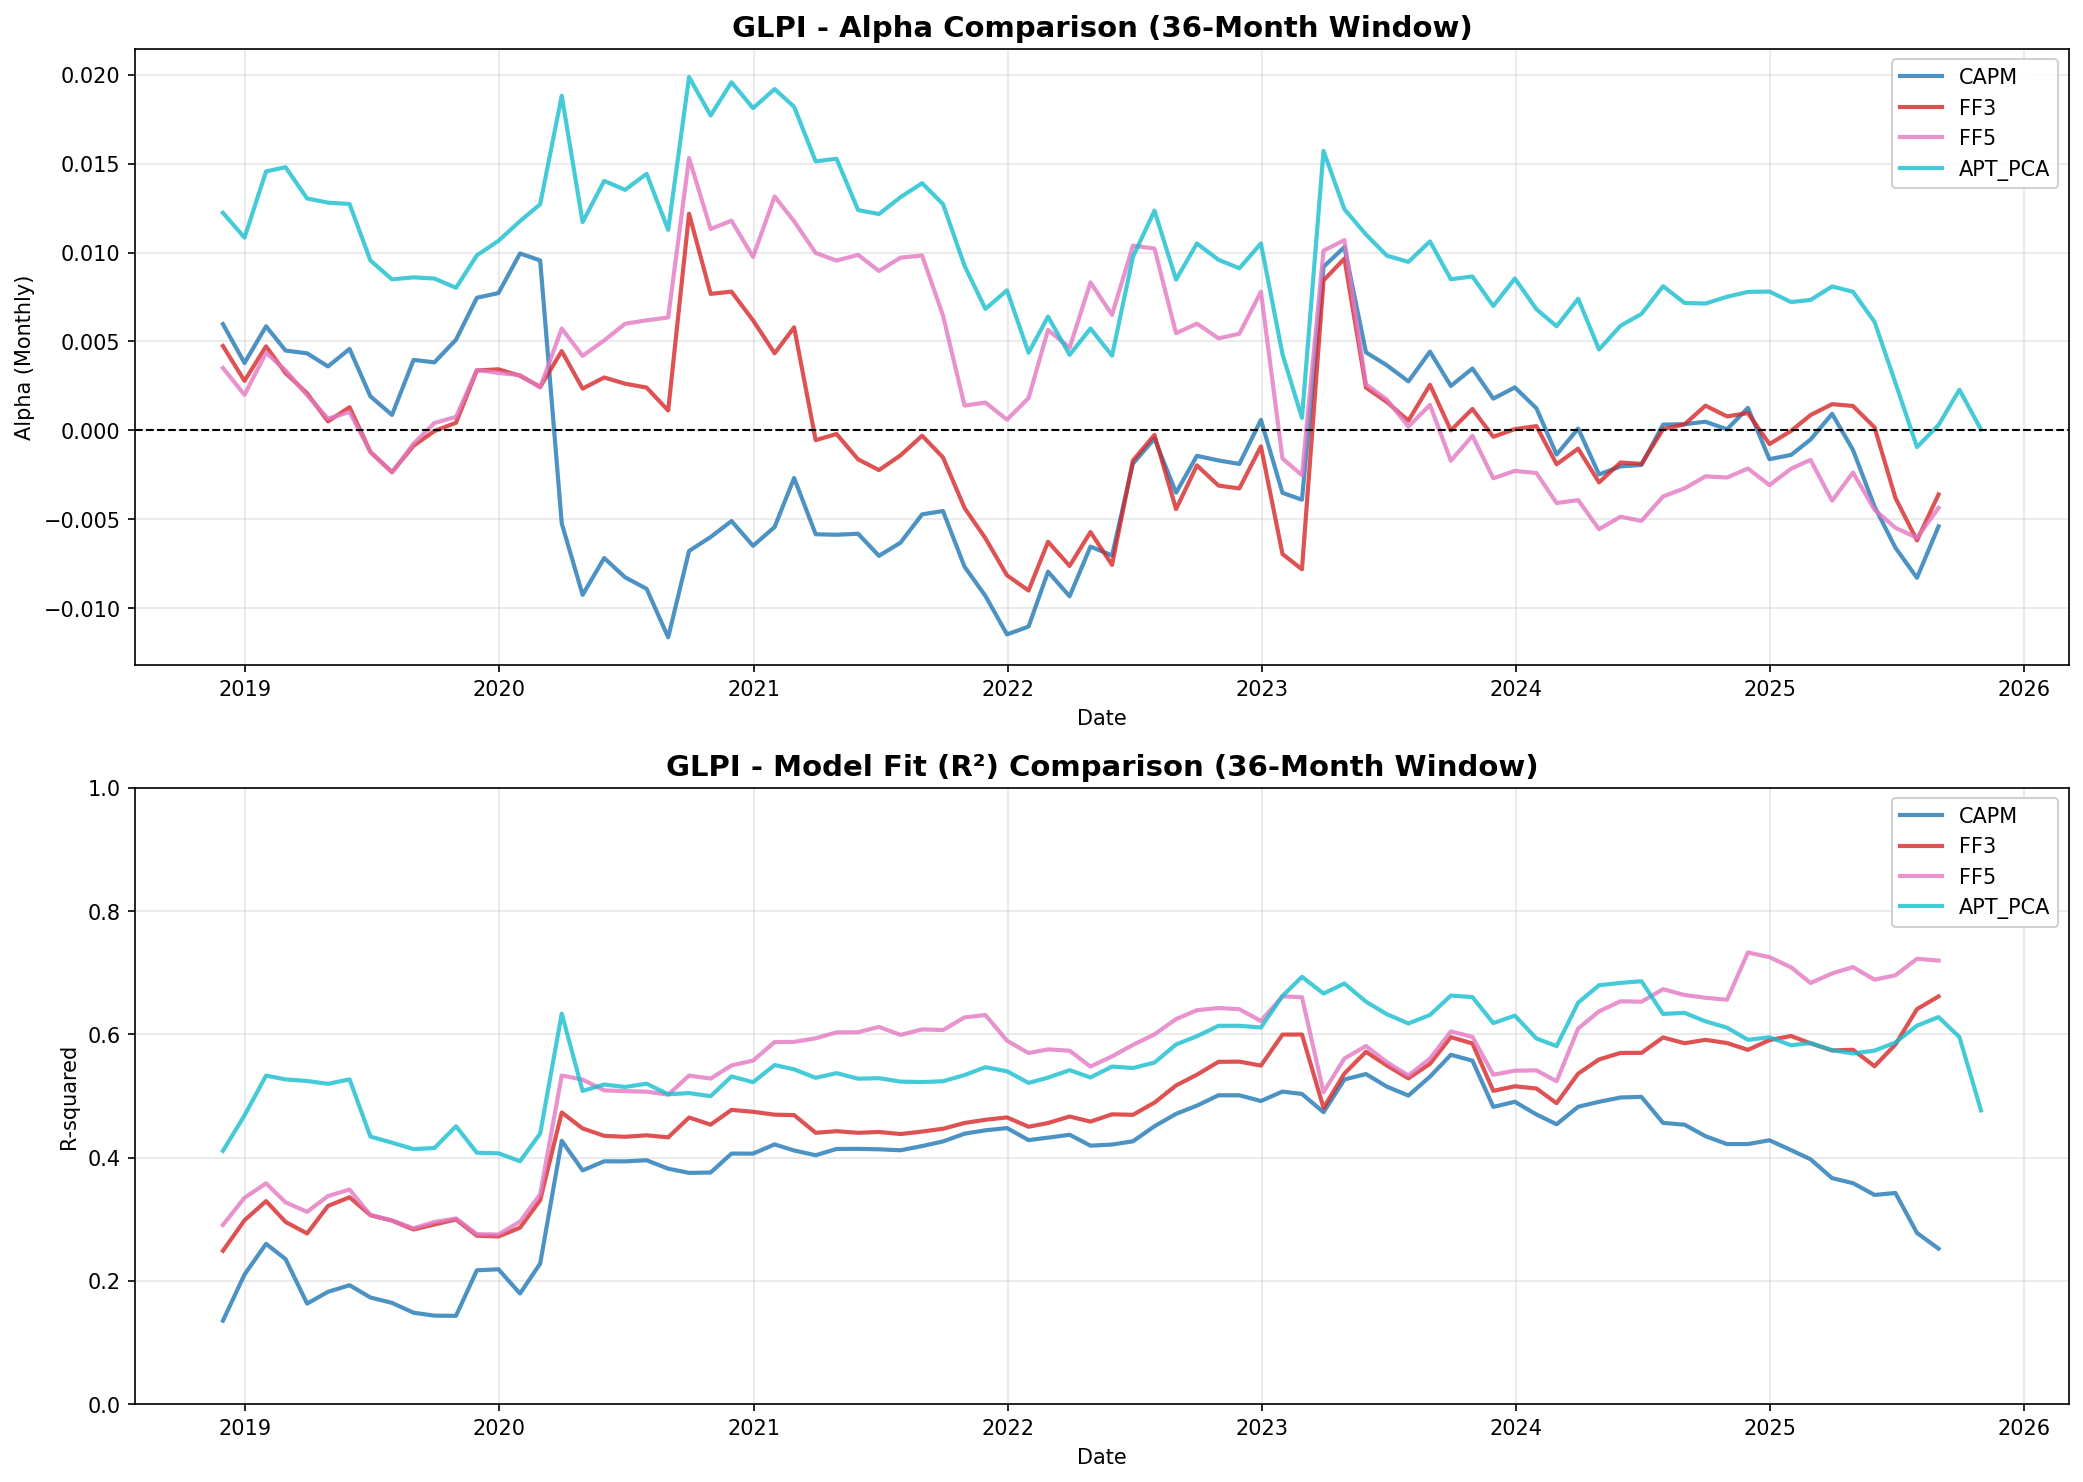 GLPI - Alpha Comparison (36-Month Window)
Alpha (Monthly)
0.020
0.015
0.010
0.005
0.000
−0.005
−0.010
CAPM
FF3
FF5
APT_PCA
2019 2020 2021 2022 2023 2024 2025 2026
Date
GLPI - Model Fit (R²) Comparison (36-Month Window)
R-squared
1.0
0.8
0.6
0.4
0.2
0.0
CAPM
FF3
FF5
APT_PCA
2019 2020 2021 2022 2023 2024 2025 2026
Date